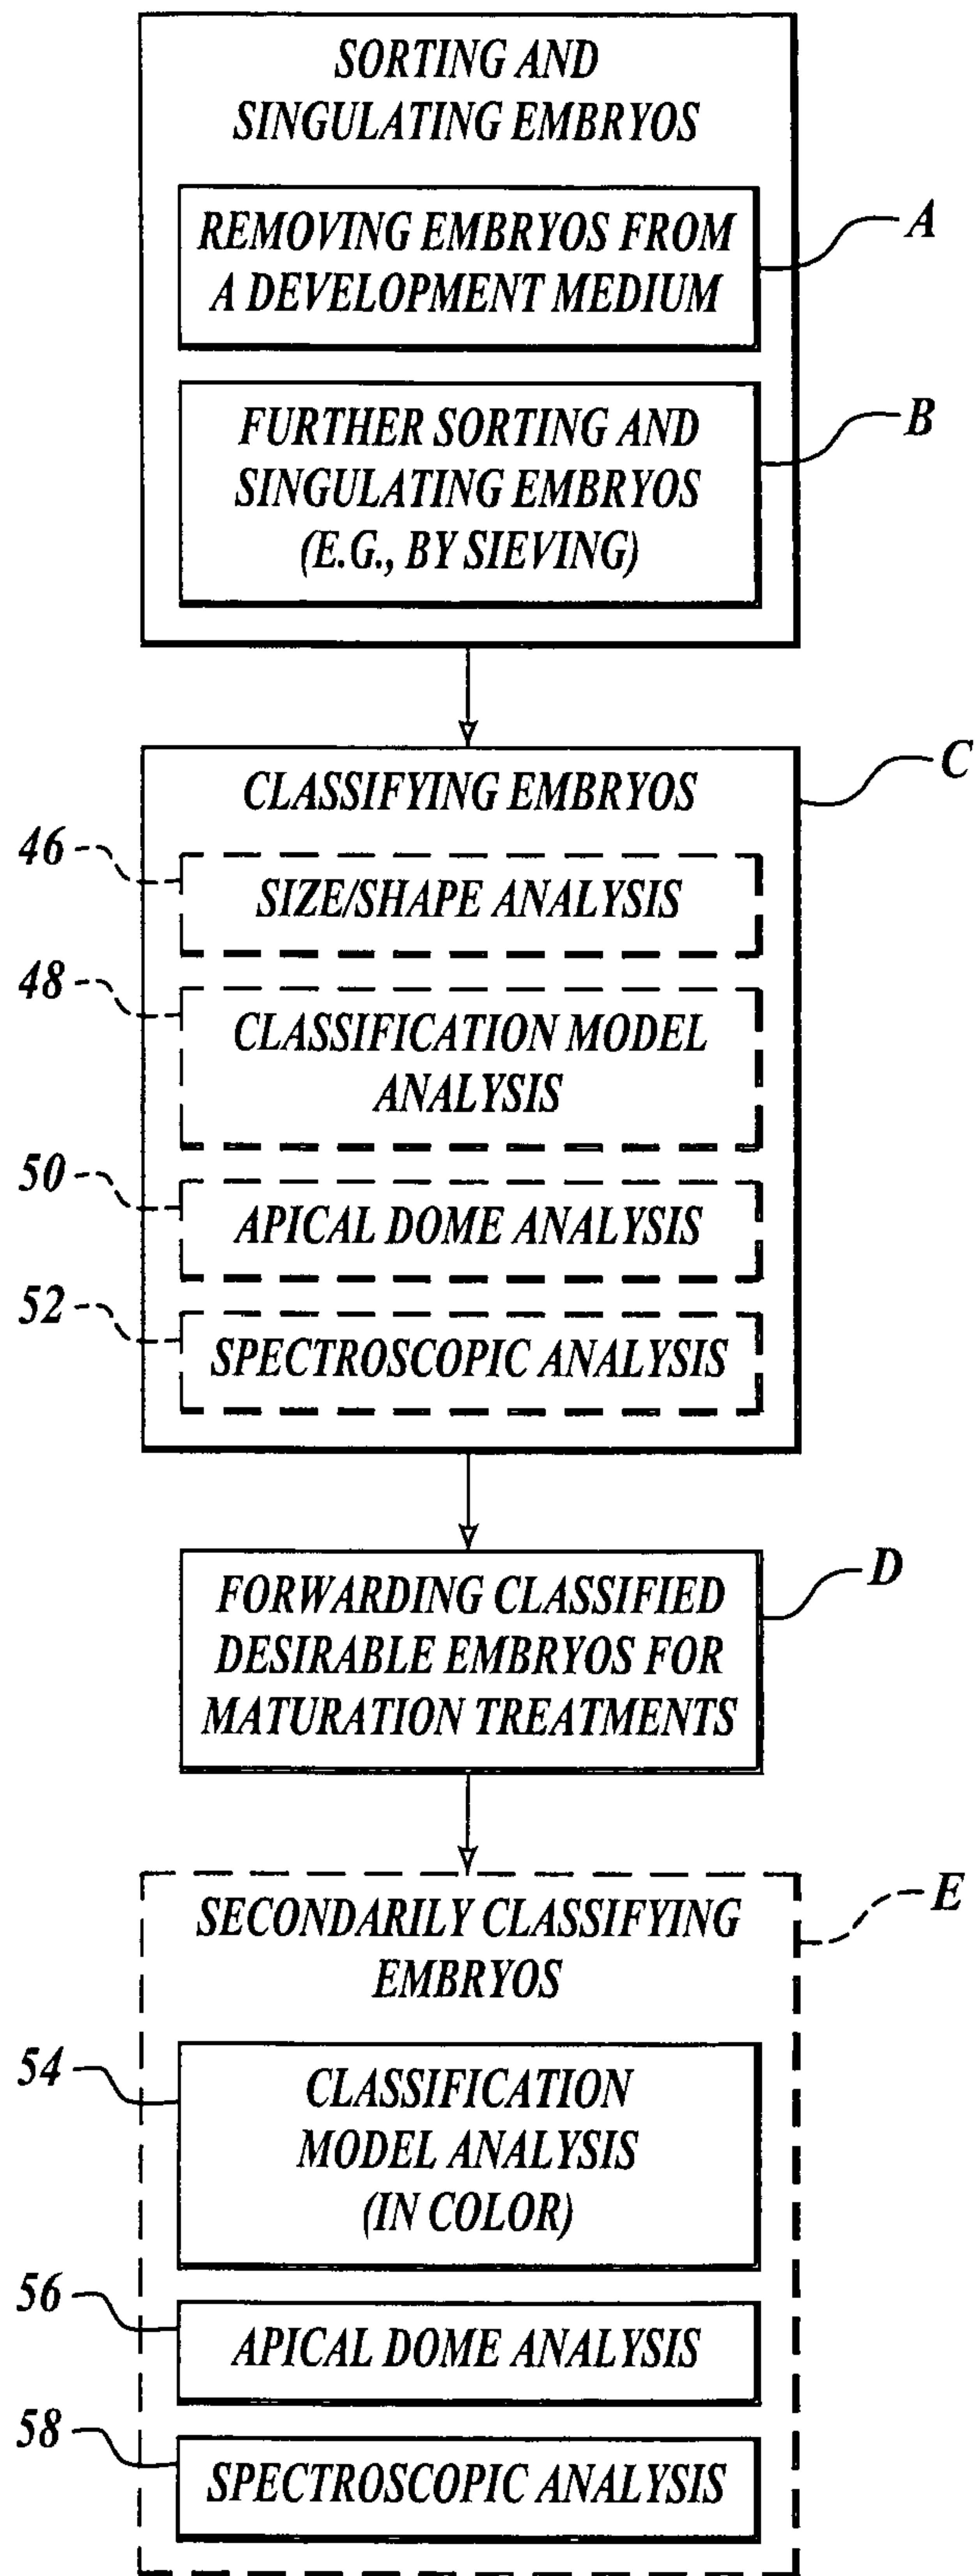 SORTING AND
SINGULATING EMBRYOS
REMOVING EMBRYOS FROM
A DEVELOPMENT MEDIUM
A
FURTHER SORTING AND
SINGULATING EMBRYOS
(E.G., BY SIEVING)
B
CLASSIFYING EMBRYOS
C
46
SIZE/SHAPE ANALYSIS
48
CLASSIFICATION MODEL
ANALYSIS
50
APICAL DOME ANALYSIS
52
SPECTROSCOPIC ANALYSIS
FORWARDING CLASSIFIED
DESIRABLE EMBRYOS FOR
MATURATION TREATMENTS
D
SECONDARILY CLASSIFYING
EMBRYOS
E
54
CLASSIFICATION
MODEL ANALYSIS
(IN COLOR)
56
APICAL DOME ANALYSIS
58
SPECTROSCOPIC ANALYSIS